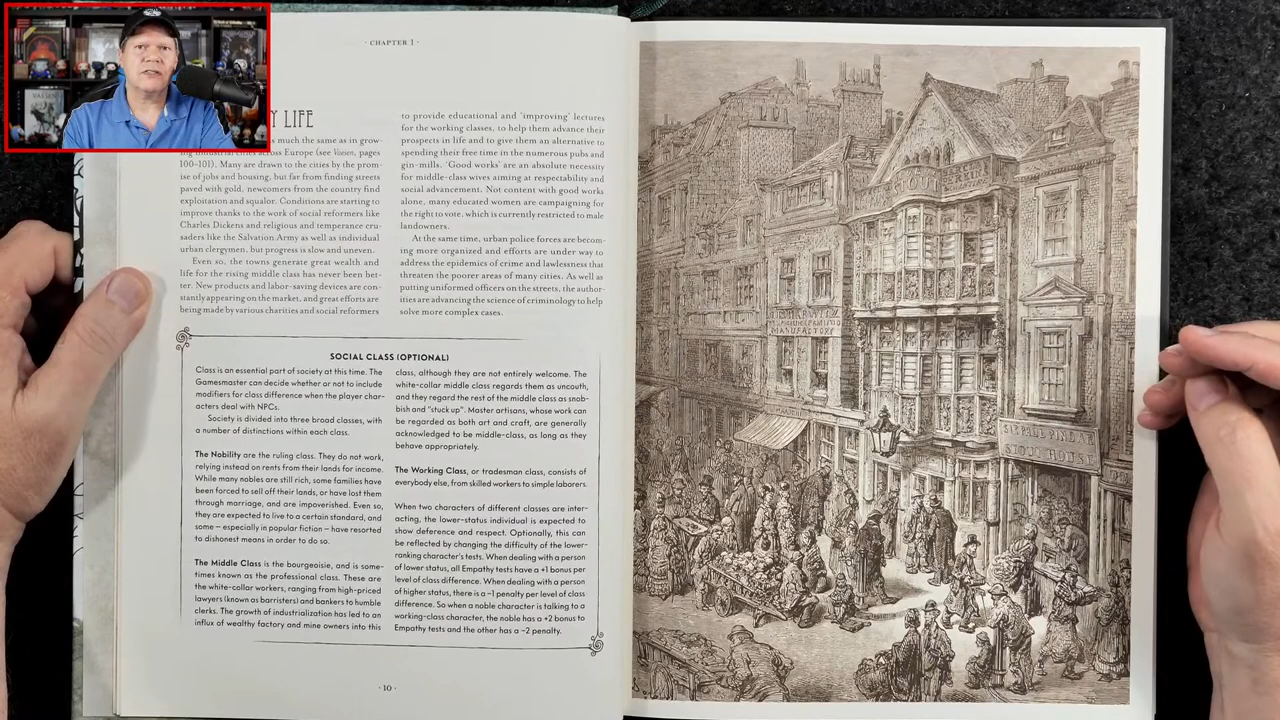 · CHAPTER 1 ·
Y LIFE
s much the same as in grow-
ing industrial cities across Europe (see Vaesen, pages
100–101). Many are drawn to the cities by the prom-
ise of jobs and housing, but far from finding streets
paved with gold, newcomers from the country find
exploitation and squalor. Conditions are starting to
improve thanks to the work of social reformers like
Charles Dickens and religious and temperance cru-
saders like the Salvation Army as well as individual
urban clergymen, but progress is slow and uneven.
Even so, the towns generate great wealth and
life for the rising middle class has never been bet-
ter. New products and labor-saving devices are con-
stantly appearing on the market, and great efforts are
being made by various charities and social reformers
to provide educational and ‘improving’ lectures
for the working classes, to help them advance their
prospects in life and to give them an alternative to
spending their free time in the numerous pubs and
gin-mills. ‘Good works’ are an absolute necessity
for middle-class wives aiming at respectability and
social advancement. Not content with good works
alone, many educated women are campaigning for
the right to vote, which is currently restricted to male
landowners.
At the same time, urban police forces are becom-
ing more organized and efforts are under way to
address the epidemics of crime and lawlessness that
threaten the poorer areas of many cities. As well as
putting uniformed officers on the streets, the author-
ities are advancing the science of criminology to help
solve more complex cases.
SOCIAL CLASS (OPTIONAL)
Class is an essential part of society at this time. The
Gamesmaster can decide whether or not to include
modifiers for class difference when the player char-
acters deal with NPCs.
Society is divided into three broad classes, with
a number of distinctions within each class.
The Nobility are the ruling class. They do not work,
relying instead on rents from their lands for income.
While many nobles are still rich, some families have
been forced to sell off their lands, or have lost them
through marriage, and are impoverished. Even so,
they are expected to live to a certain standard, and
some – especially in popular fiction – have resorted
to dishonest means in order to do so.
The Middle Class is the bourgeoisie, and is some-
times known as the professional class. These are
the white-collar workers, ranging from high-priced
lawyers (known as barristers) and bankers to humble
clerks. The growth of industrialization has led to an
influx of wealthy factory and mine owners into this
class, although they are not entirely welcome. The
white-collar middle class regards them as uncouth,
and they regard the rest of the middle class as snob-
bish and “stuck up”. Master artisans, whose work can
be regarded as both art and craft, are generally
acknowledged to be middle-class, as long as they
behave appropriately.
The Working Class, or tradesman class, consists of
everybody else, from skilled workers to simple laborers.
When two characters of different classes are inter-
acting, the lower-status individual is expected to
show deference and respect. Optionally, this can
be reflected by changing the difficulty of the lower-
ranking character’s tests. When dealing with a person
of lower status, all Empathy tests have a +1 bonus per
level of class difference. When dealing with a person
of higher status, there is a –1 penalty per level of class
difference. So when a noble character is talking to a
working-class character, the noble has a +2 bonus to
Empathy tests and the other has a –2 penalty.
· 10 ·
MANUFACTORY
SIR PAUL PINDAR
STOUT HOUSE